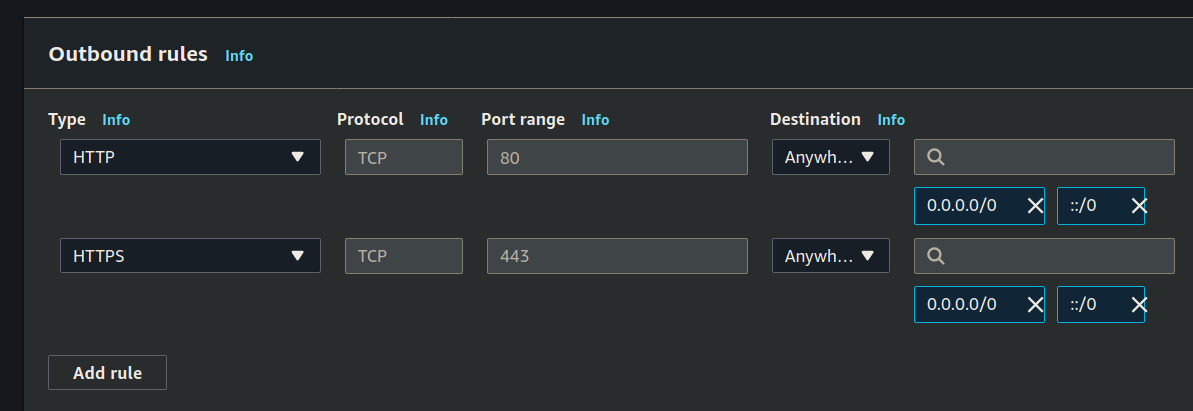 Outbound rules Info
Type Info Protocol Info Port range Info Destination Info
HTTP TCP 80 Anywh...
0.0.0.0/0 ::/0
HTTPS TCP 443 Anywh...
0.0.0.0/0 ::/0
Add rule